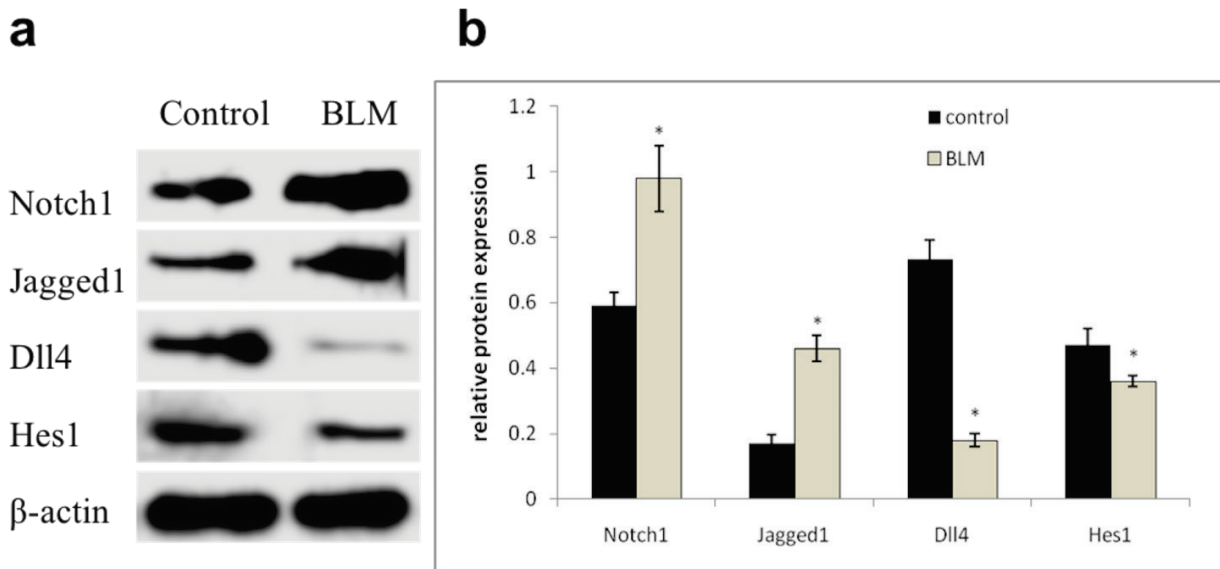 a
Control BLM
Notch1
Jagged1
Dll4
Hes1
β-actin
b
relative protein expression
1.2
1
0.8
0.6
0.4
0.2
0
*
*
*
*
control
BLM
Notch1 Jagged1 Dll4 Hes1